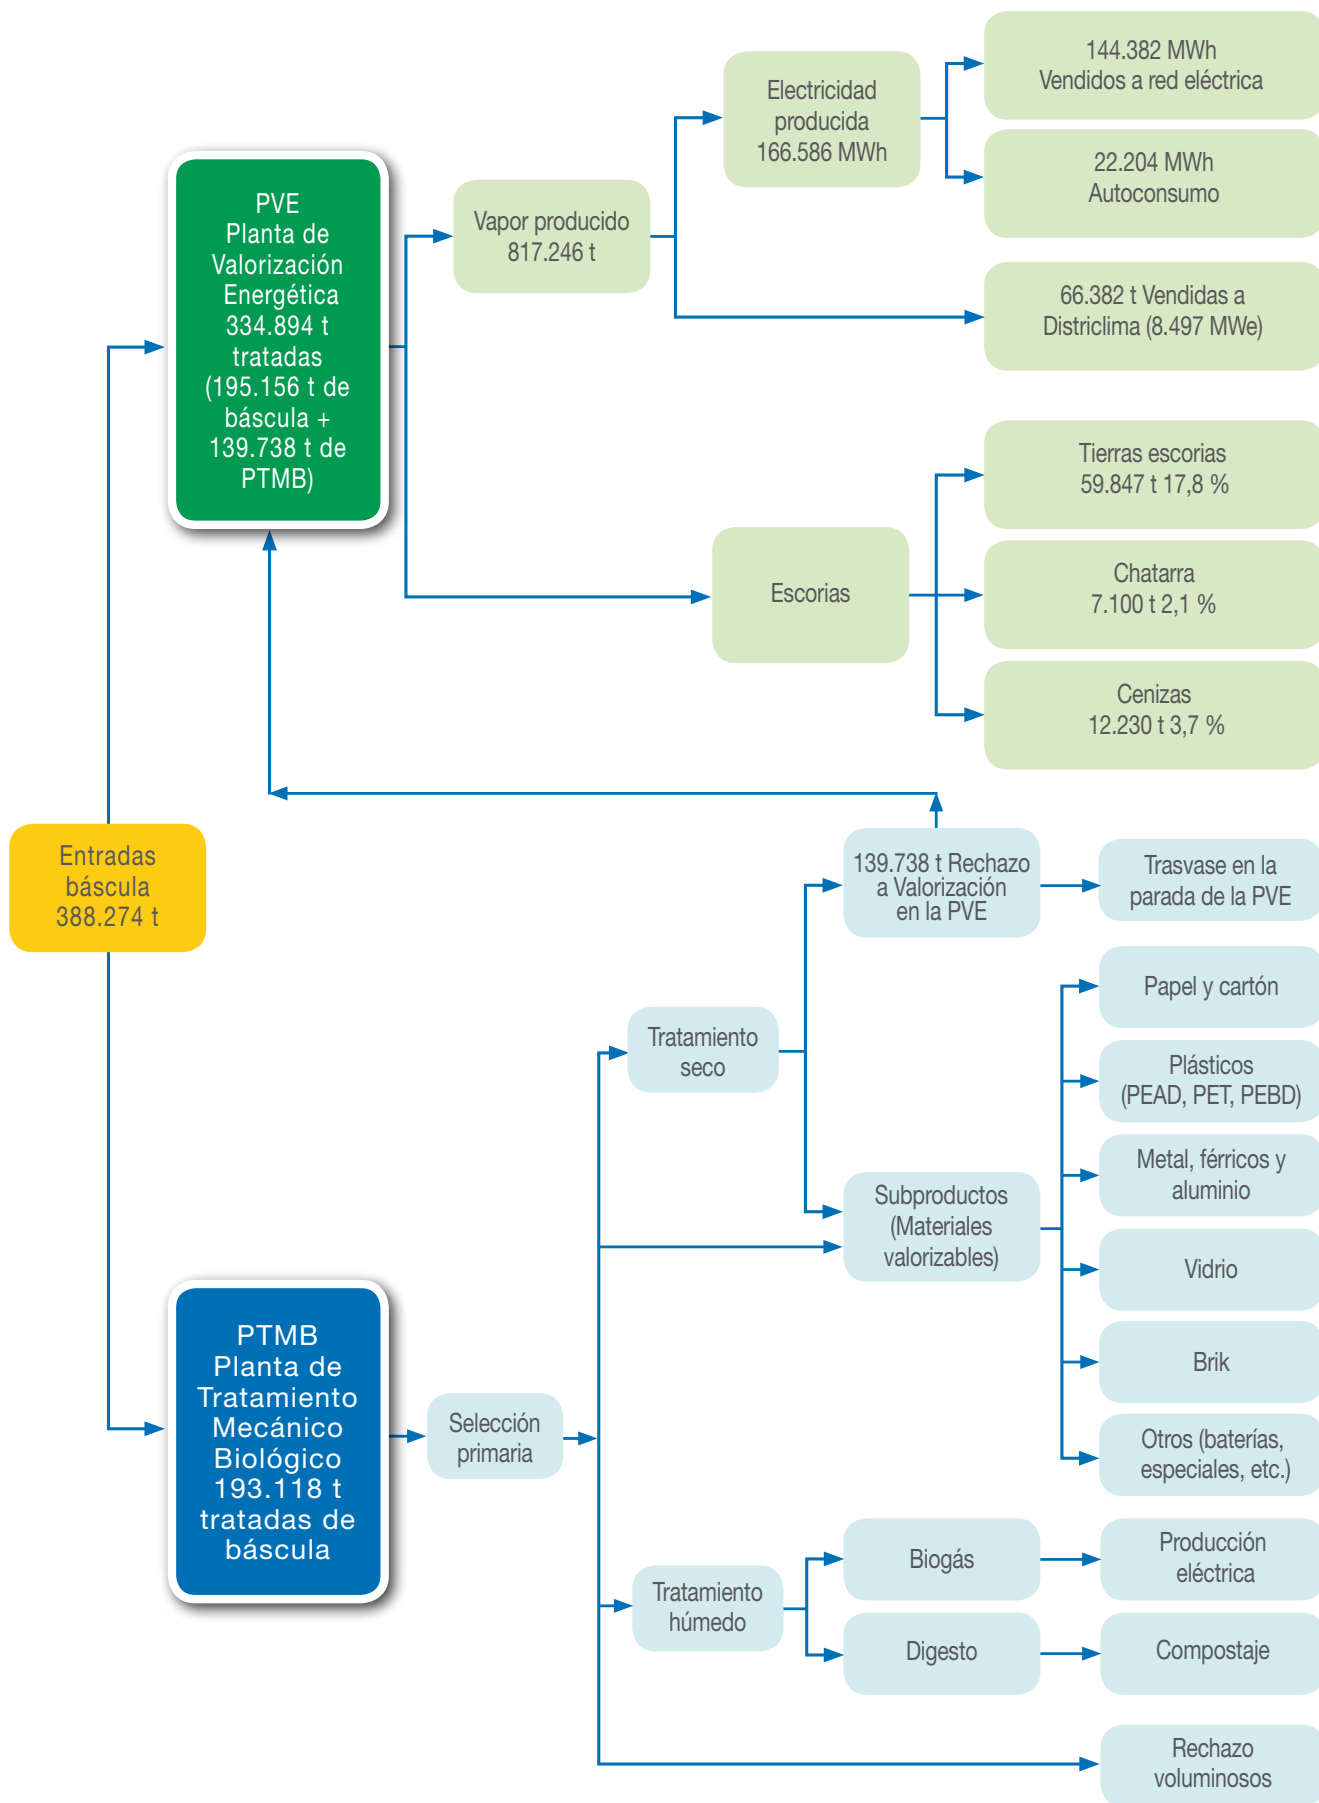 144.382 MWh
Vendidos a red eléctrica
Electricidad
producida
166.586 MWh
22.204 MWh
Autoconsumo
PVE
Planta de
Valorización
Energética
334.894 t
tratadas
(195.156 t de
báscula +
139.738 t de
PTMB)
Vapor producido
817.246 t
66.382 t Vendidas a
Districlima (8.497 MWe)
Tierras escorias
59.847 t 17,8 %
Escorias
Chatarra
7.100 t 2,1 %
Cenizas
12.230 t 3,7 %
Entradas
báscula
388.274 t
139.738 t Rechazo
a Valorización
en la PVE
Trasvase en la
parada de la PVE
Papel y cartón
Tratamiento
seco
Plásticos
(PEAD, PET, PEBD)
Metal, férricos y
aluminio
Subproductos
(Materiales
valorizables)
Vidrio
Brik
PTMB
Planta de
Tratamiento
Mecánico
Biológico
193.118 t
tratadas de
báscula
Selección
primaria
Otros (baterías,
especiales, etc.)
Biogás
Producción
eléctrica
Tratamiento
húmedo
Digesto
Compostaje
Rechazo
voluminosos